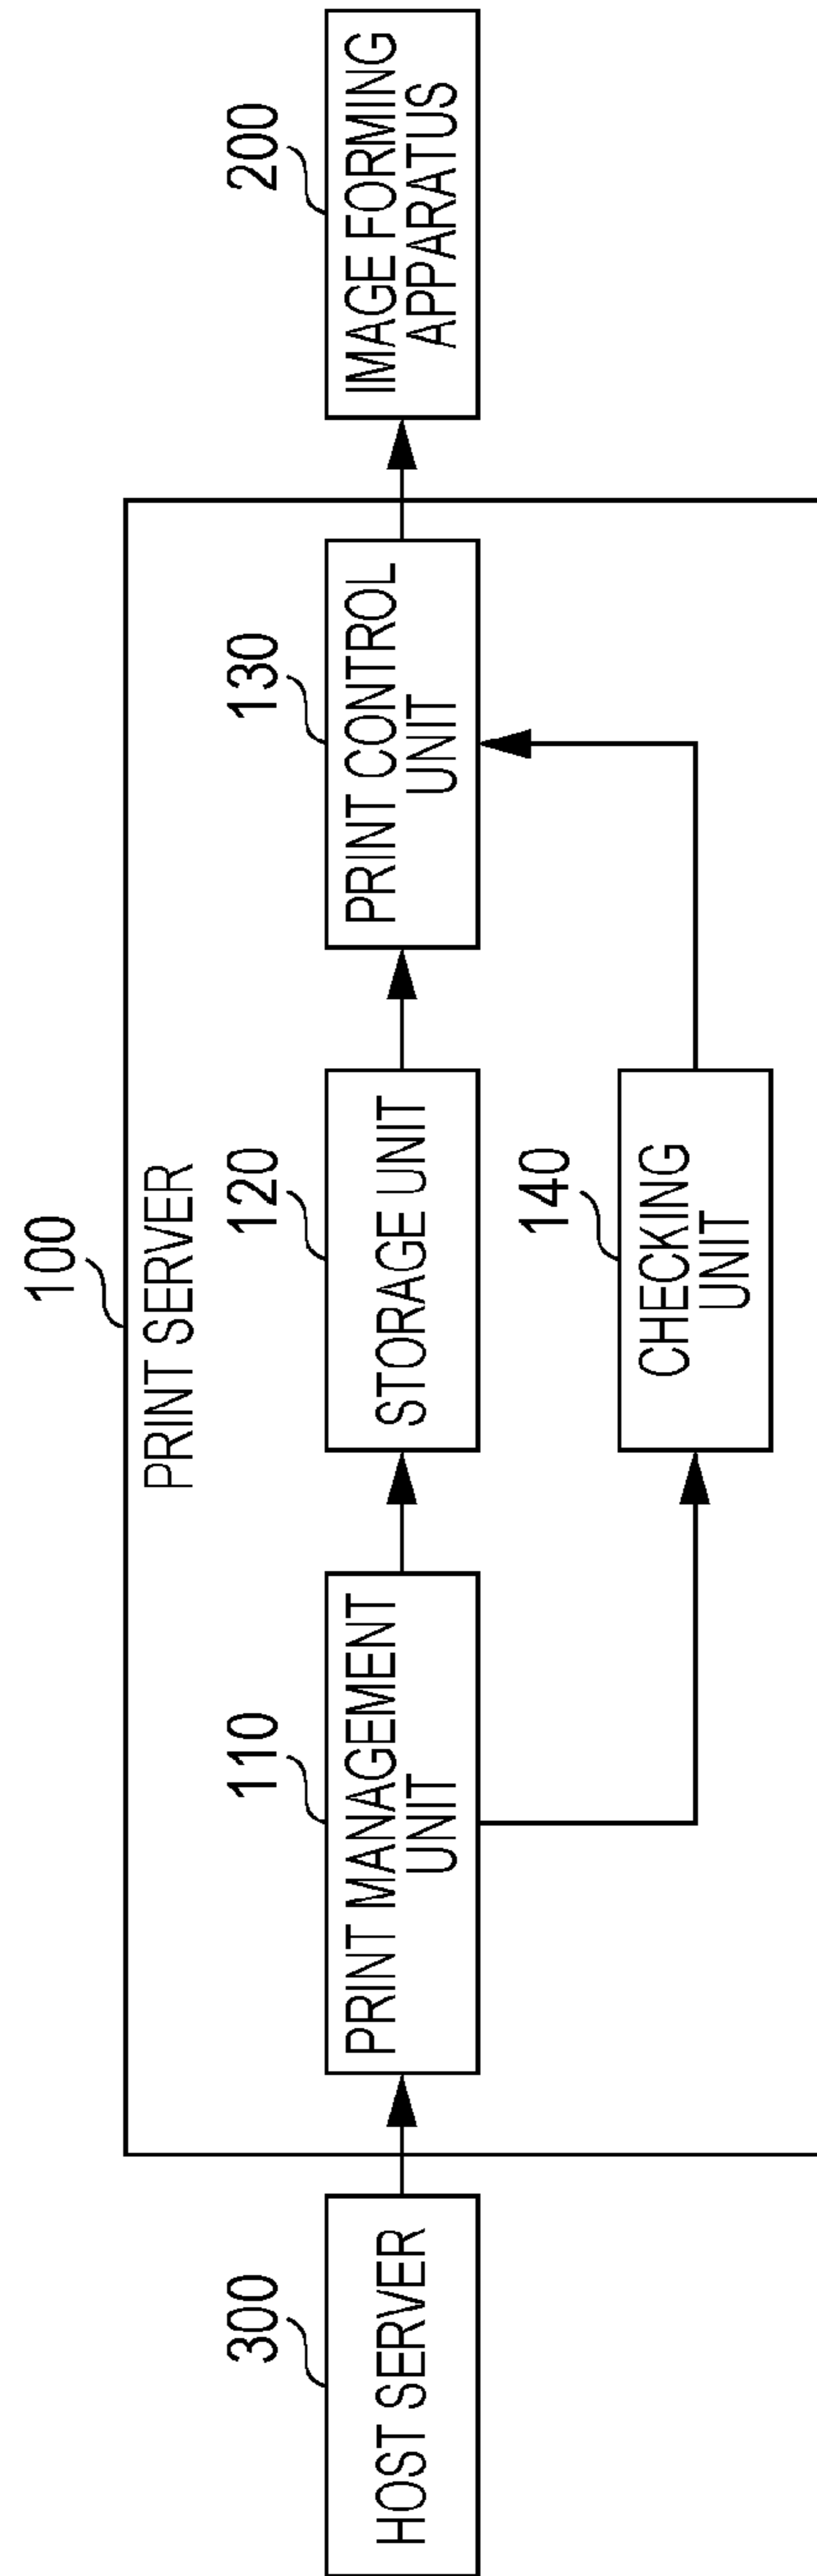 100
PRINT SERVER
300
HOST SERVER
110
PRINT MANAGEMENT
UNIT
120
STORAGE UNIT
130
PRINT CONTROL
UNIT
200
IMAGE FORMING
APPARATUS
140
CHECKING
UNIT